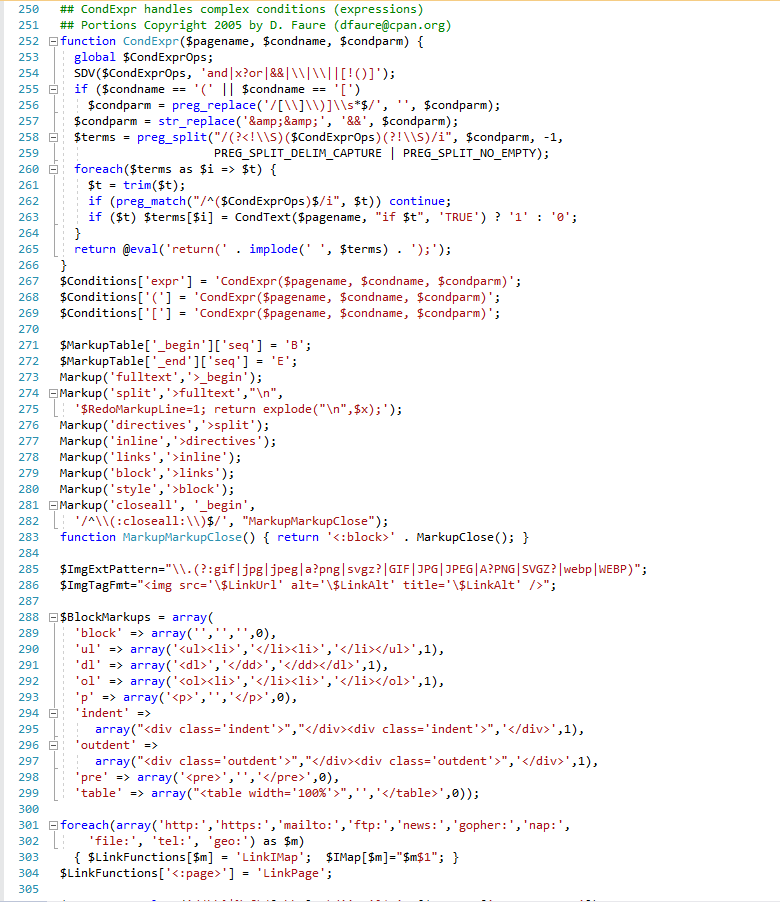 250 ## CondExpr handles complex conditions (expressions)
251 ## Portions Copyright 2005 by D. Faure (dfaure@cpan.org)
252 function CondExpr($pagename, $condname, $condparm) {
253   global $CondExprOps;
254   SDV($CondExprOps, 'and|x?or|&&|\\|\\||[!()]');
255   if ($condname == '(' || $condname == '[')
256     $condparm = preg_replace('/[\\]\\)]\\s*$/', '', $condparm);
257   $condparm = str_replace('&amp;&amp;', '&&', $condparm);
258   $terms = preg_split("/(?<!\\S)($CondExprOps)(?!\\S)/i", $condparm, -1,
259                       PREG_SPLIT_DELIM_CAPTURE | PREG_SPLIT_NO_EMPTY);
260   foreach($terms as $i => $t) {
261     $t = trim($t);
262     if (preg_match("/^($CondExprOps)$/i", $t)) continue;
263     if ($t) $terms[$i] = CondText($pagename, "if $t", 'TRUE') ? '1' : '0';
264   }
265   return @eval('return(' . implode(' ', $terms) . ');');
266 }
267 $Conditions['expr'] = 'CondExpr($pagename, $condname, $condparm)';
268 $Conditions['('] = 'CondExpr($pagename, $condname, $condparm)';
269 $Conditions['['] = 'CondExpr($pagename, $condname, $condparm)';
270
271 $MarkupTable['_begin']['seq'] = 'B';
272 $MarkupTable['_end']['seq'] = 'E';
273 Markup('fulltext','>_begin');
274 Markup('split','>fulltext',"\n",
275   '$RedoMarkupLine=1; return explode("\n",$x);');
276 Markup('directives','>split');
277 Markup('inline','>directives');
278 Markup('links','>inline');
279 Markup('block','>links');
280 Markup('style','>block');
281 Markup('closeall', '_begin',
282   '/^\\(:closeall:\\)$/', "MarkupMarkupClose");
283 function MarkupMarkupClose() { return '<:block>' . MarkupClose(); }
284
285 $ImgExtPattern="\\.(?:gif|jpg|jpeg|a?png|svgz?|GIF|JPG|JPEG|A?PNG|SVGZ?|webp|WEBP)";
286 $ImgTagFmt="<img src='\$LinkUrl' alt='\$LinkAlt' title='\$LinkAlt' />";
287
288 $BlockMarkups = array(
289   'block' => array('','','',0),
290   'ul' => array('<ul><li>','</li><li>','</li></ul>',1),
291   'dl' => array('<dl>','</dd>','</dd></dl>',1),
292   'ol' => array('<ol><li>','</li><li>','</li></ol>',1),
293   'p' => array('<p>','','</p>',0),
294   'indent' =>
295      array("<div class='indent'>","</div><div class='indent'>",'</div>',1),
296   'outdent' =>
297      array("<div class='outdent'>","</div><div class='outdent'>",'</div>',1),
298   'pre' => array('<pre>','','</pre>',0),
299   'table' => array("<table width='100%'>",'','</table>',0));
300
301 foreach(array('http:','https:','mailto:','ftp:','news:','gopher:','nap:',
302     'file:', 'tel:', 'geo:') as $m)
303   { $LinkFunctions[$m] = 'LinkIMap';  $IMap[$m]="$m$1"; }
304 $LinkFunctions['<:page>'] = 'LinkPage';
305